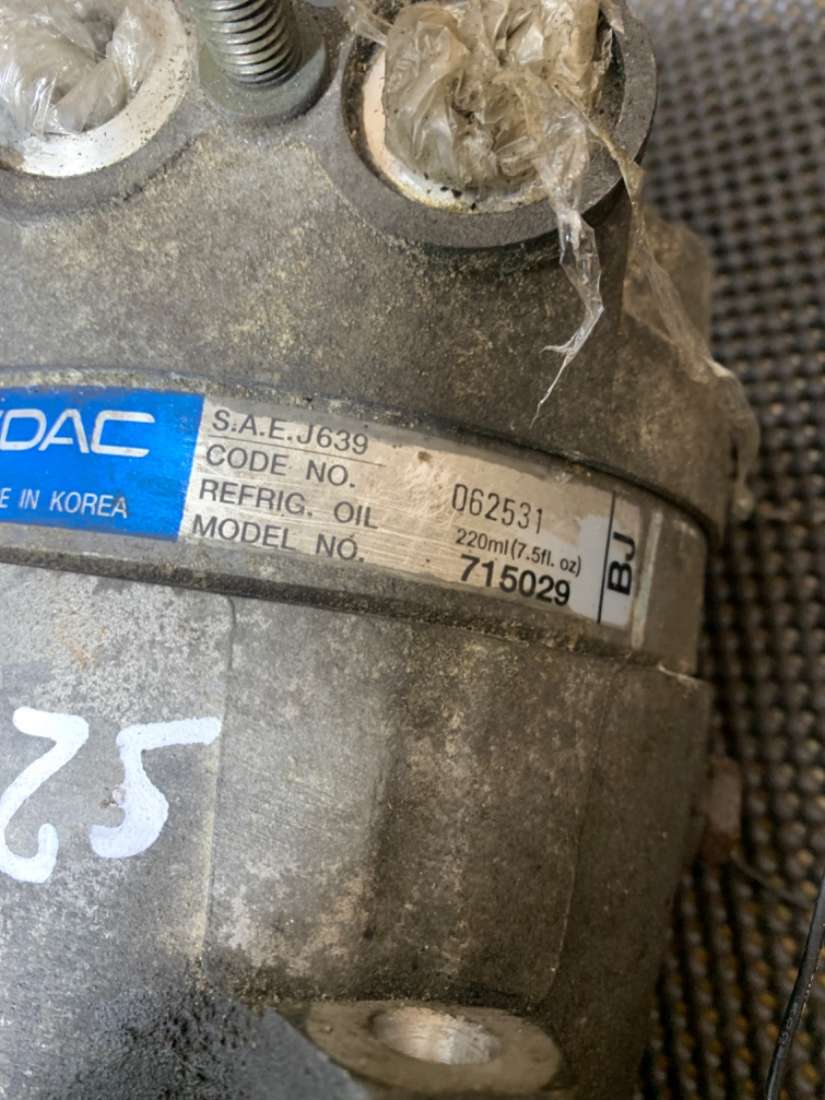 DAC
E IN KOREA
S.A.E.J639
CODE NO. 062531
REFRIG. OIL 220ml(7.5fl. oz)
MODEL NO. 715029
BJ
25